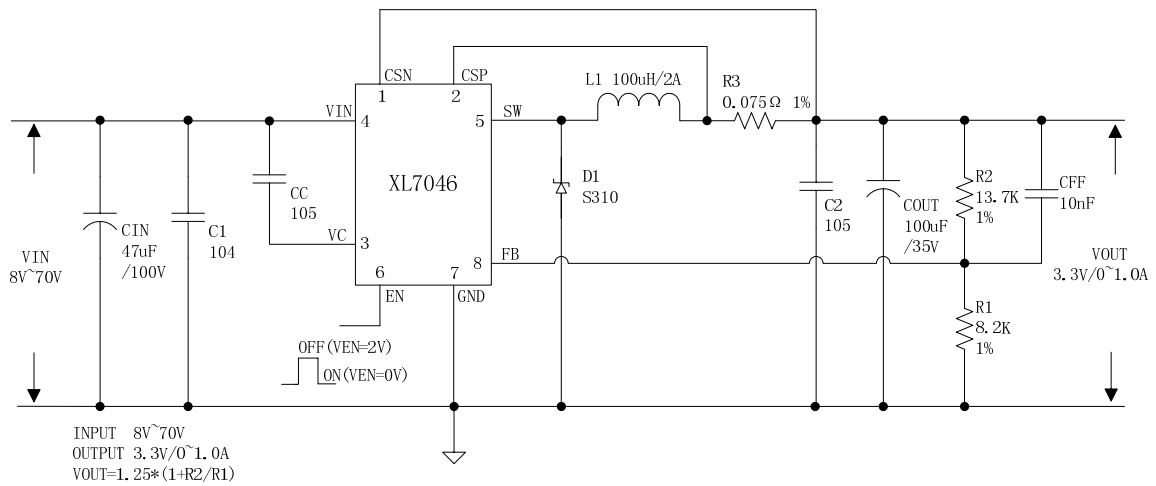 CSN
CSP
1
2
VIN
4
5
SW
L1 100uH/2A
R3
0.075Ω 1%
XL7046
CC
105
VC
3
D1
S310
CIN
47uF
/100V
C1
104
VIN
8V~70V
6
7
8
FB
EN
GND
C2
105
COUT
100uF
/35V
R2
13.7K
1%
CFF
10nF
VOUT
3.3V/0~1.0A
R1
8.2K
1%
OFF(VEN=2V)
ON(VEN=0V)
INPUT 8V~70V
OUTPUT 3.3V/0~1.0A
VOUT=1.25*(1+R2/R1)